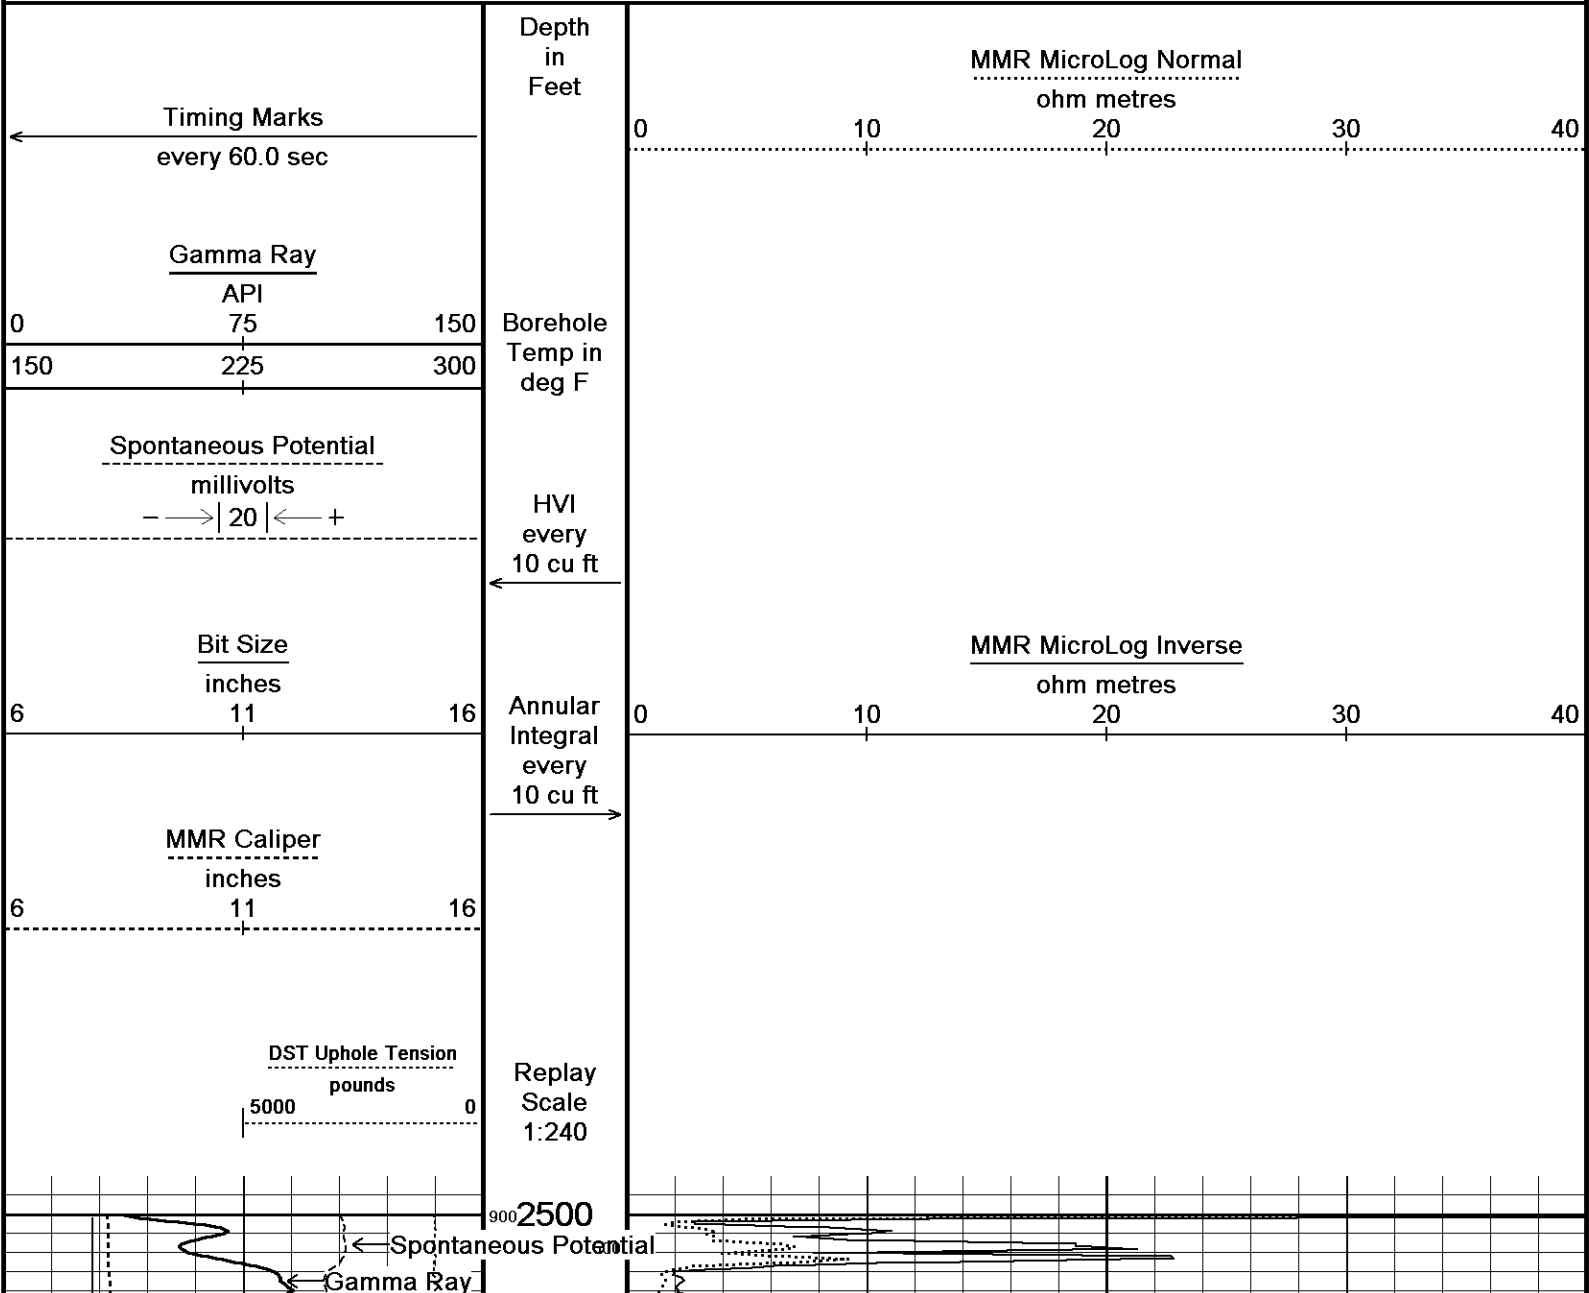 Timing Marks
every 60.0 sec
Gamma Ray
API
0 75 150
150 225 300
Spontaneous Potential
millivolts
− 20 +
Bit Size
inches
6 11 16
MMR Caliper
inches
6 11 16
DST Uphole Tension
pounds
5000 0
Depth
in
Feet
Borehole
Temp in
deg F
HVI
every
10 cu ft
Annular
Integral
every
10 cu ft
Replay
Scale
1:240
MMR MicroLog Normal
ohm metres
0 10 20 30 40
MMR MicroLog Inverse
ohm metres
0 10 20 30 40
900 2500
Spontaneous Potential
Gamma Ray